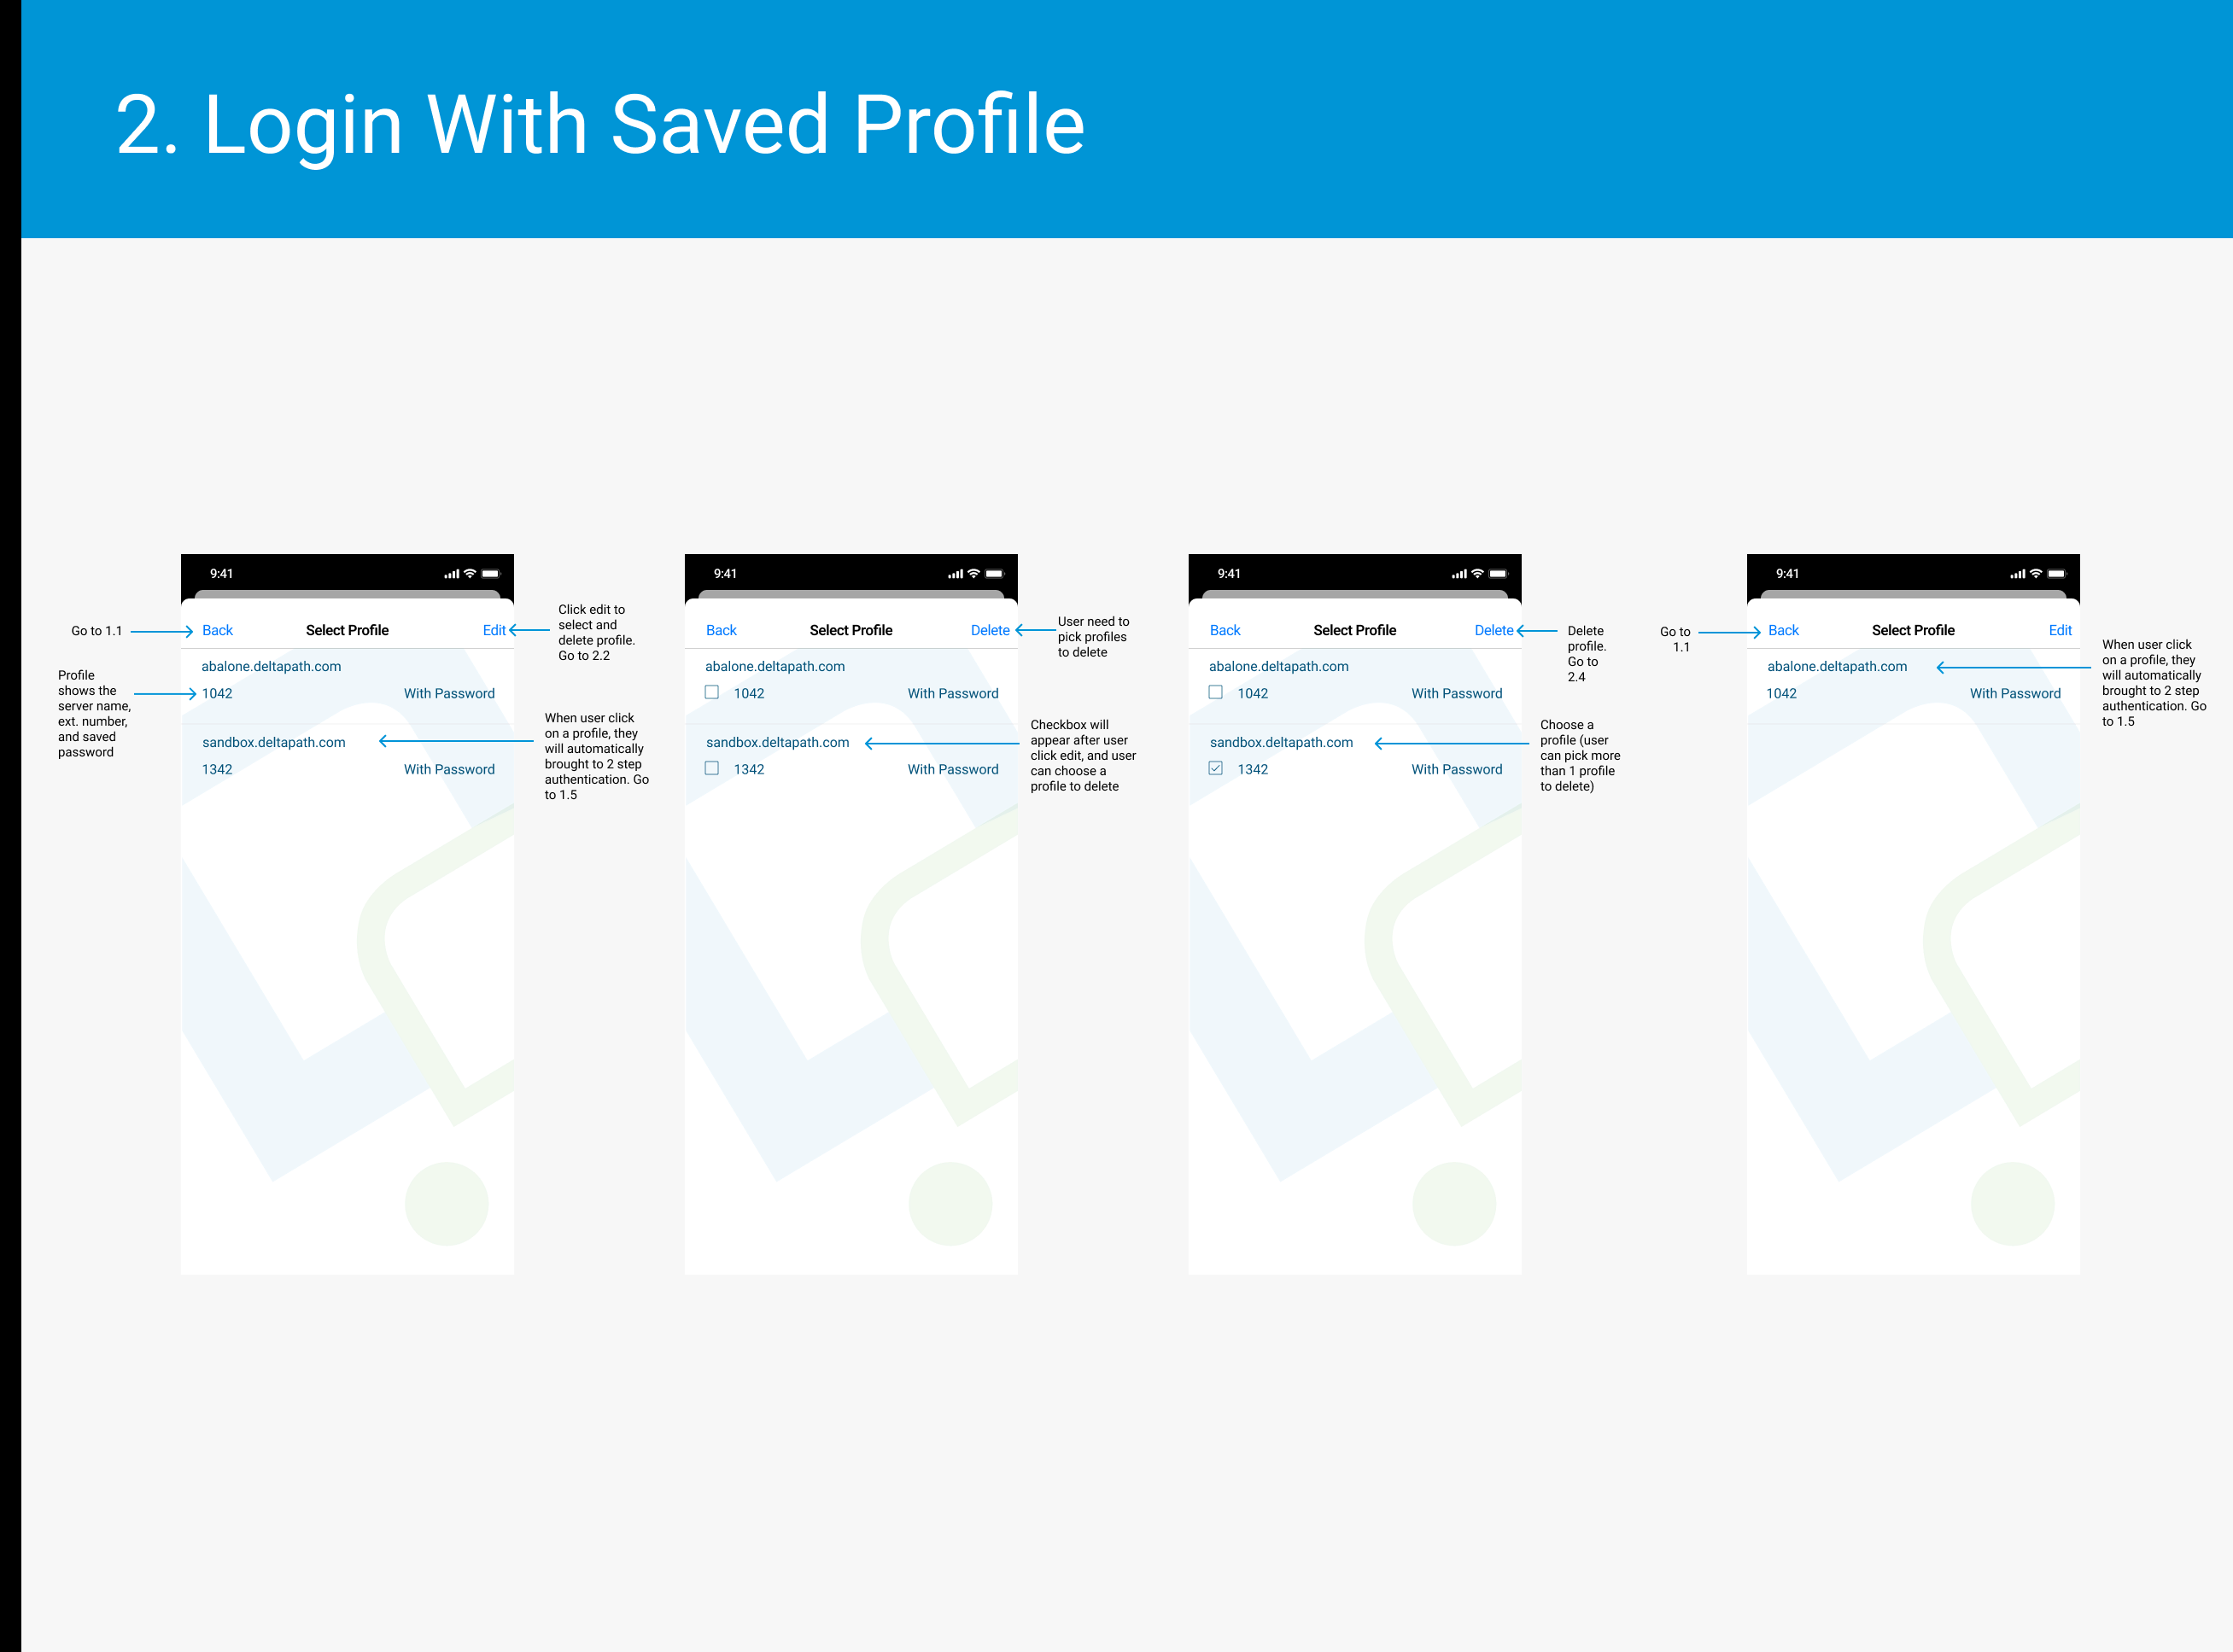 2. Login With Saved Profile
9:41
Go to 1.1
Back
Select Profile
Edit
Click edit to
select and
delete profile.
Go to 2.2
Profile
shows the
server name,
ext. number,
and saved
password
abalone.deltapath.com
1042
With Password
sandbox.deltapath.com
1342
With Password
When user click
on a profile, they
will automatically
brought to 2 step
authentication. Go
to 1.5
9:41
Back
Select Profile
Delete
User need to
pick profiles
to delete
abalone.deltapath.com
1042
With Password
sandbox.deltapath.com
1342
With Password
Checkbox will
appear after user
click edit, and user
can choose a
profile to delete
9:41
Back
Select Profile
Delete
Delete
profile.
Go to
2.4
abalone.deltapath.com
1042
With Password
sandbox.deltapath.com
1342
With Password
Choose a
profile (user
can pick more
than 1 profile
to delete)
9:41
Go to
1.1
Back
Select Profile
Edit
abalone.deltapath.com
1042
With Password
When user click
on a profile, they
will automatically
brought to 2 step
authentication. Go
to 1.5